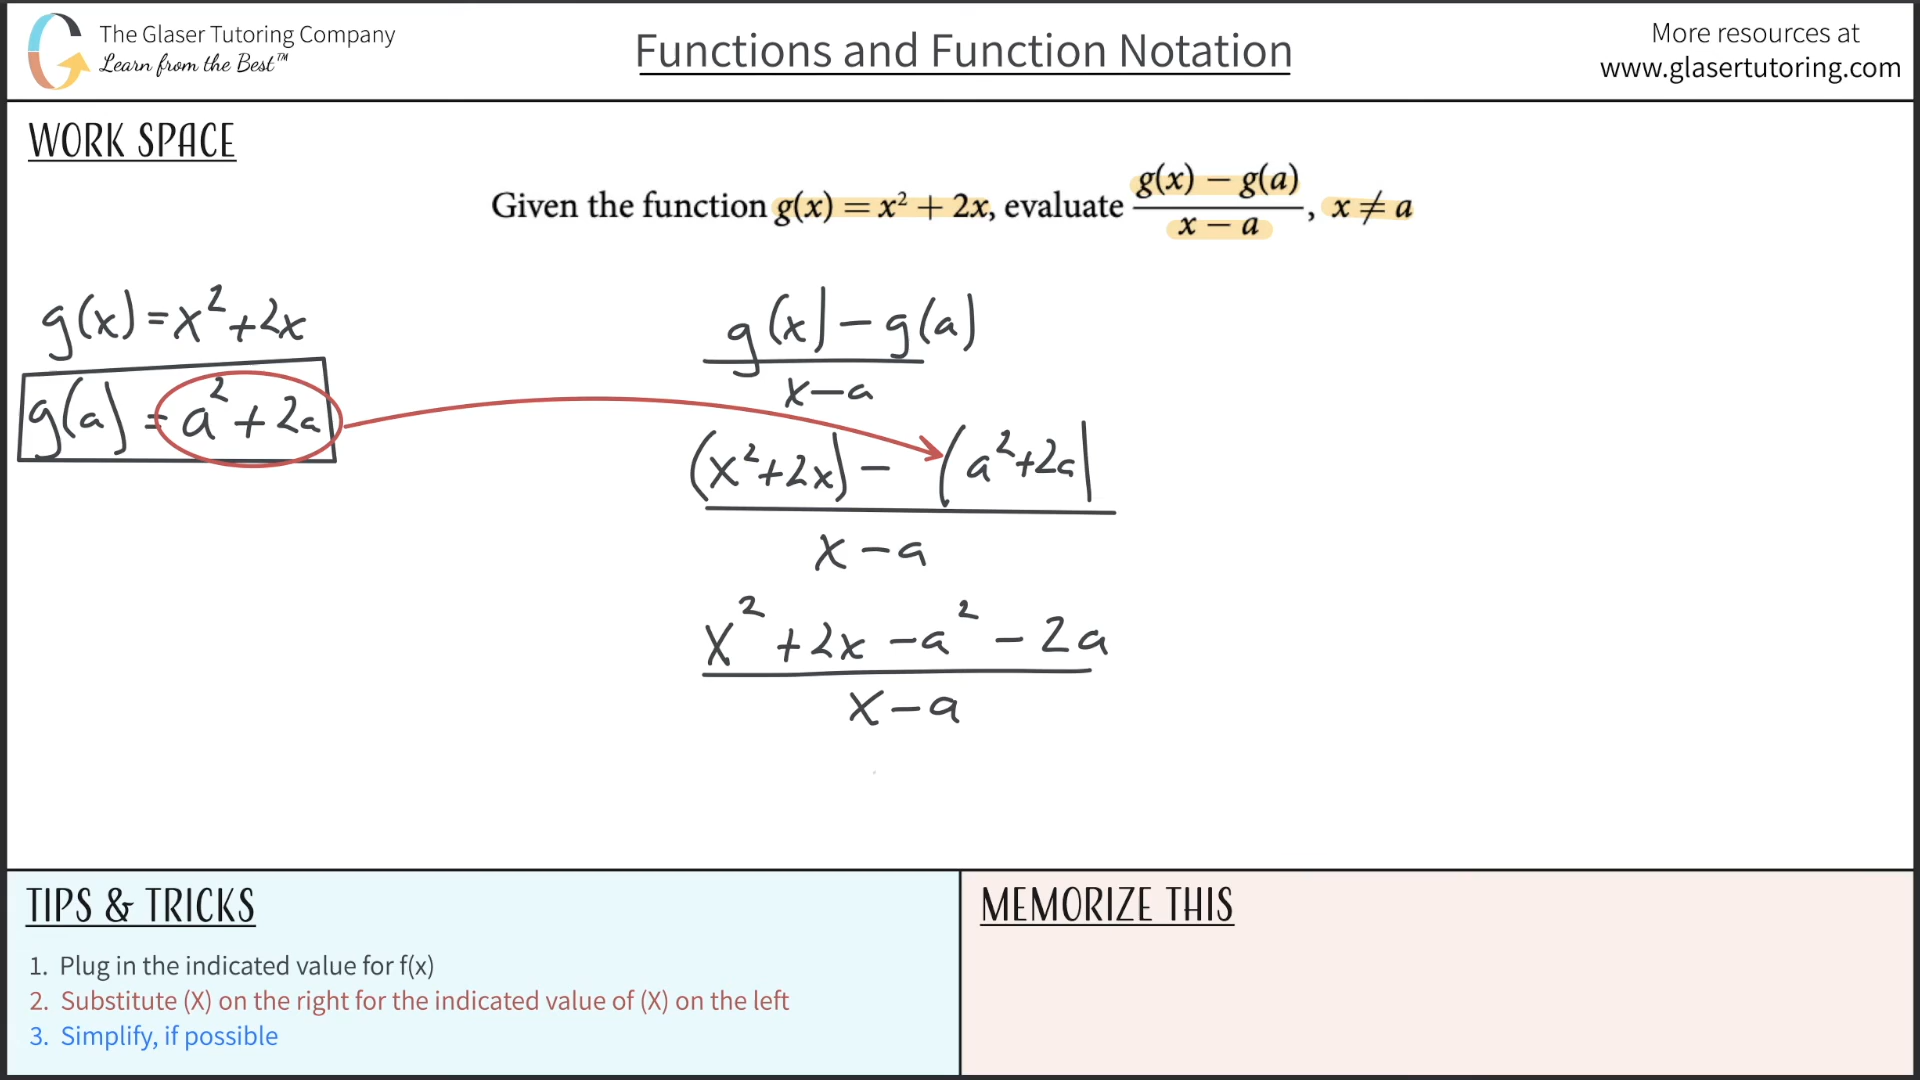 The Glaser Tutoring Company
Learn from the Best™
Functions and Function Notation
More resources at
www.glasertutoring.com
WORK SPACE
Given the function g(x) = x² + 2x, evaluate (g(x) − g(a))/(x − a), x ≠ a
g(x) = x² + 2x
g(a) = a² + 2a
g(x) − g(a)
x − a
(x² + 2x) − (a² + 2a)
x − a
x² + 2x − a² − 2a
x − a
TIPS & TRICKS
1. Plug in the indicated value for f(x)
2. Substitute (X) on the right for the indicated value of (X) on the left
3. Simplify, if possible
MEMORIZE THIS